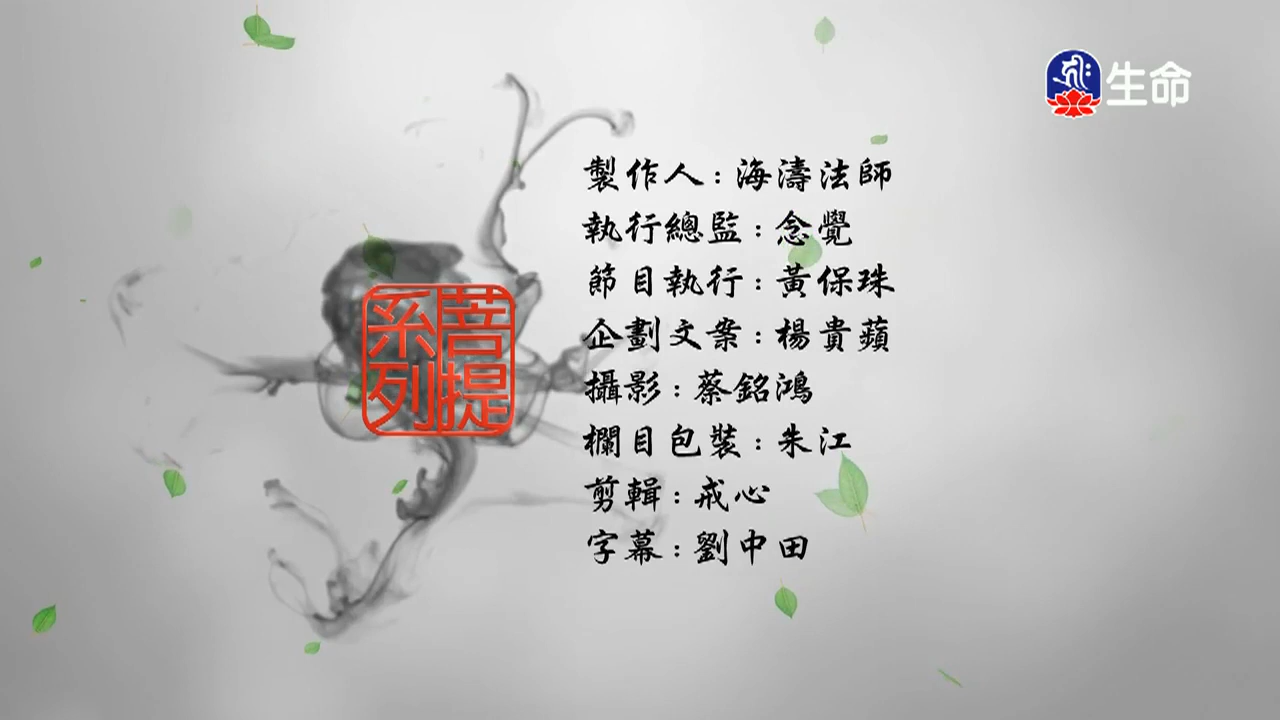 生命
製作人：海濤法師
執行總監：念覺
節目執行：黃保珠
企劃文案：楊貴蘋
攝影：蔡銘鴻
欄目包裝：朱江
剪輯：戒心
字幕：劉中田
菩提
系列